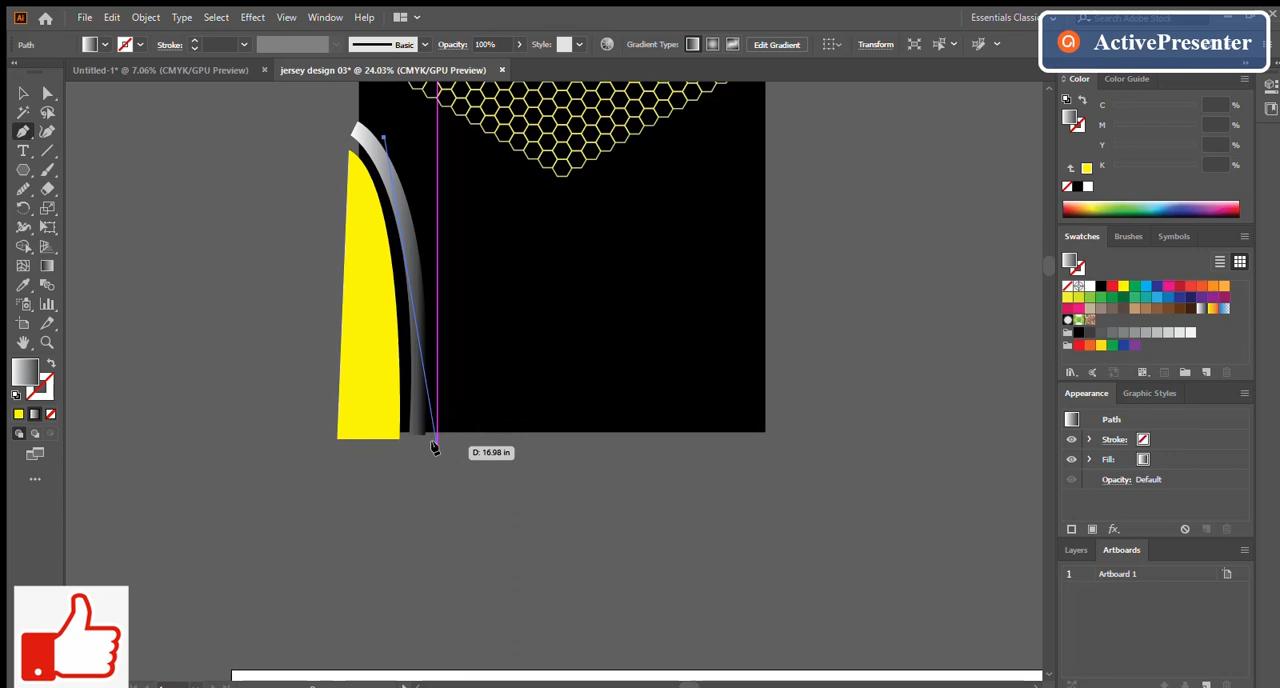 Ai File Edit Object Type Select Effect View Window Help Essentials Classic Search Adobe Stock
ActivePresenter
Path Stroke: Basic Opacity: 100% Style: Gradient Type: Edit Gradient Transform
Untitled-1* @ 7.06% (CMYK/GPU Preview) × jersey design 03* @ 24.03% (CMYK/GPU Preview) ×
Color Color Guide
C %
M %
Y %
K %
Swatches Brushes Symbols
Appearance Graphic Styles
Path
Stroke:
Fill:
Opacity: Default
fx
Layers Artboards
1 Artboard 1
D: 16.98 in